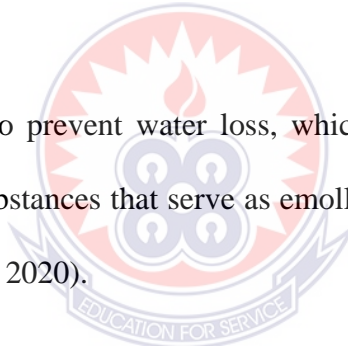 o prevent water loss, whic
bstances that serve as emoll
2020).
EDUCATION FOR SERVICE